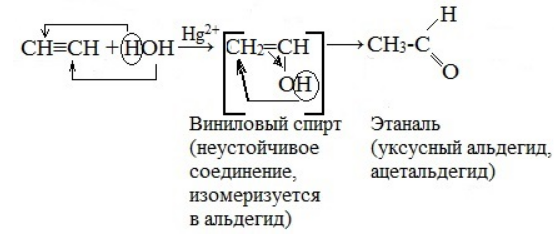 CH≡CH + HOH Hg2+ CH2=CH OH CH3-C H O
Виниловый спирт
(неустойчивое
соединение,
изомеризуется
в альдегид)
Этаналь
(уксусный альдегид,
ацетальдегид)